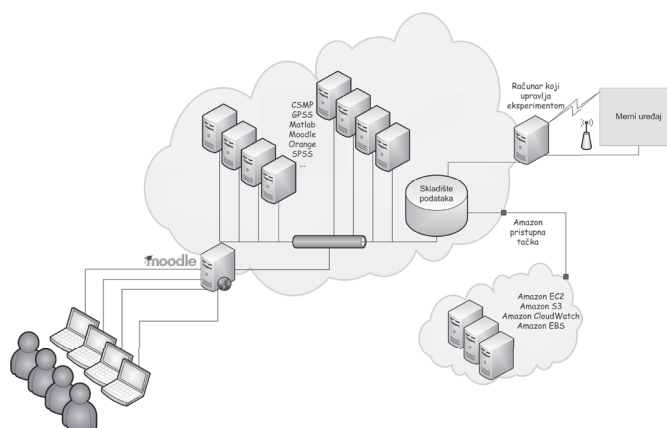 CSMP
GPSS
Matlab
Moodle
Orange
SPSS
...
Računar koji
upravlja
eksperimentom
Merni uređaj
Skladište
podataka
Amazon
pristupna
tačka
moodle
Amazon EC2
Amazon S3
Amazon CloudWatch
Amazon EBS